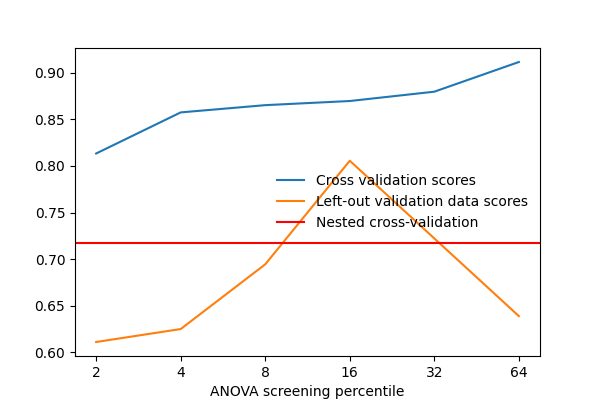 0.90
0.85
0.80
0.75
0.70
0.65
0.60
Cross validation scores
Left-out validation data scores
Nested cross-validation
2 4 8 16 32 64
ANOVA screening percentile